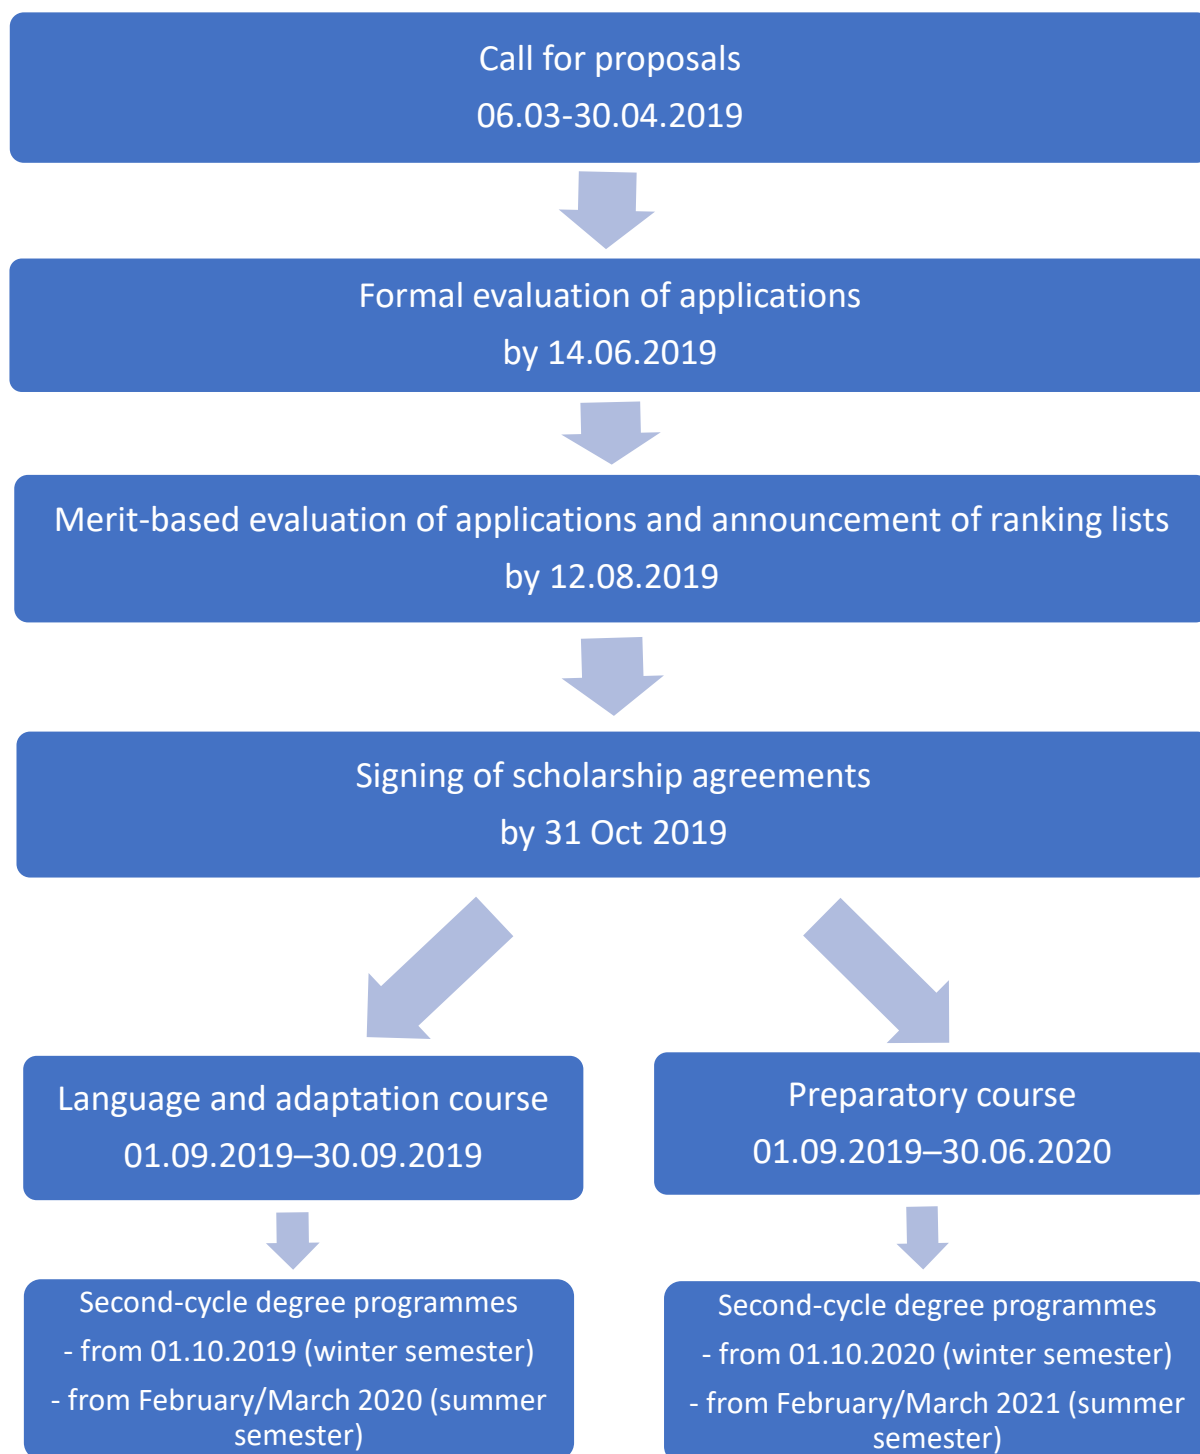 Call for proposals
06.03-30.04.2019
Formal evaluation of applications
by 14.06.2019
Merit-based evaluation of applications and announcement of ranking lists
by 12.08.2019
Signing of scholarship agreements
by 31 Oct 2019
Language and adaptation course
01.09.2019–30.09.2019
Preparatory course
01.09.2019–30.06.2020
Second-cycle degree programmes
- from 01.10.2019 (winter semester)
- from February/March 2020 (summer
semester)
Second-cycle degree programmes
- from 01.10.2020 (winter semester)
- from February/March 2021 (summer
semester)